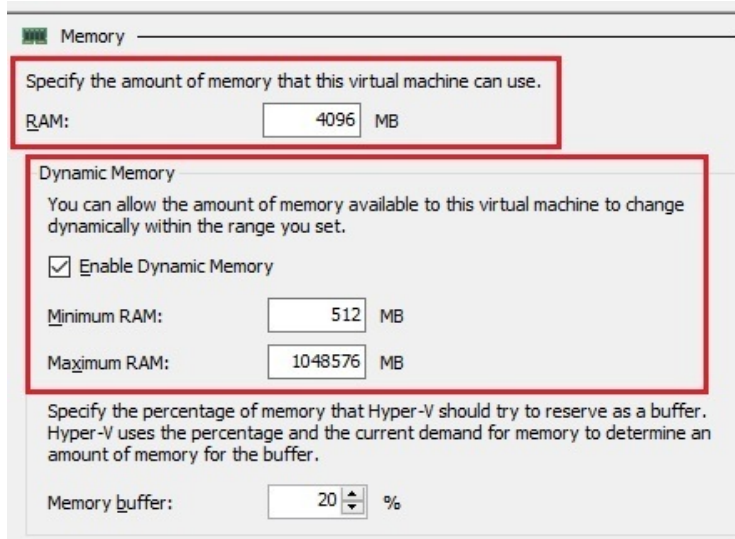 Memory
Specify the amount of memory that this virtual machine can use.
RAM: 4096 MB
Dynamic Memory
You can allow the amount of memory available to this virtual machine to change
dynamically within the range you set.
Enable Dynamic Memory
Minimum RAM: 512 MB
Maximum RAM: 1048576 MB
Specify the percentage of memory that Hyper-V should try to reserve as a buffer.
Hyper-V uses the percentage and the current demand for memory to determine an
amount of memory for the buffer.
Memory buffer: 20 %